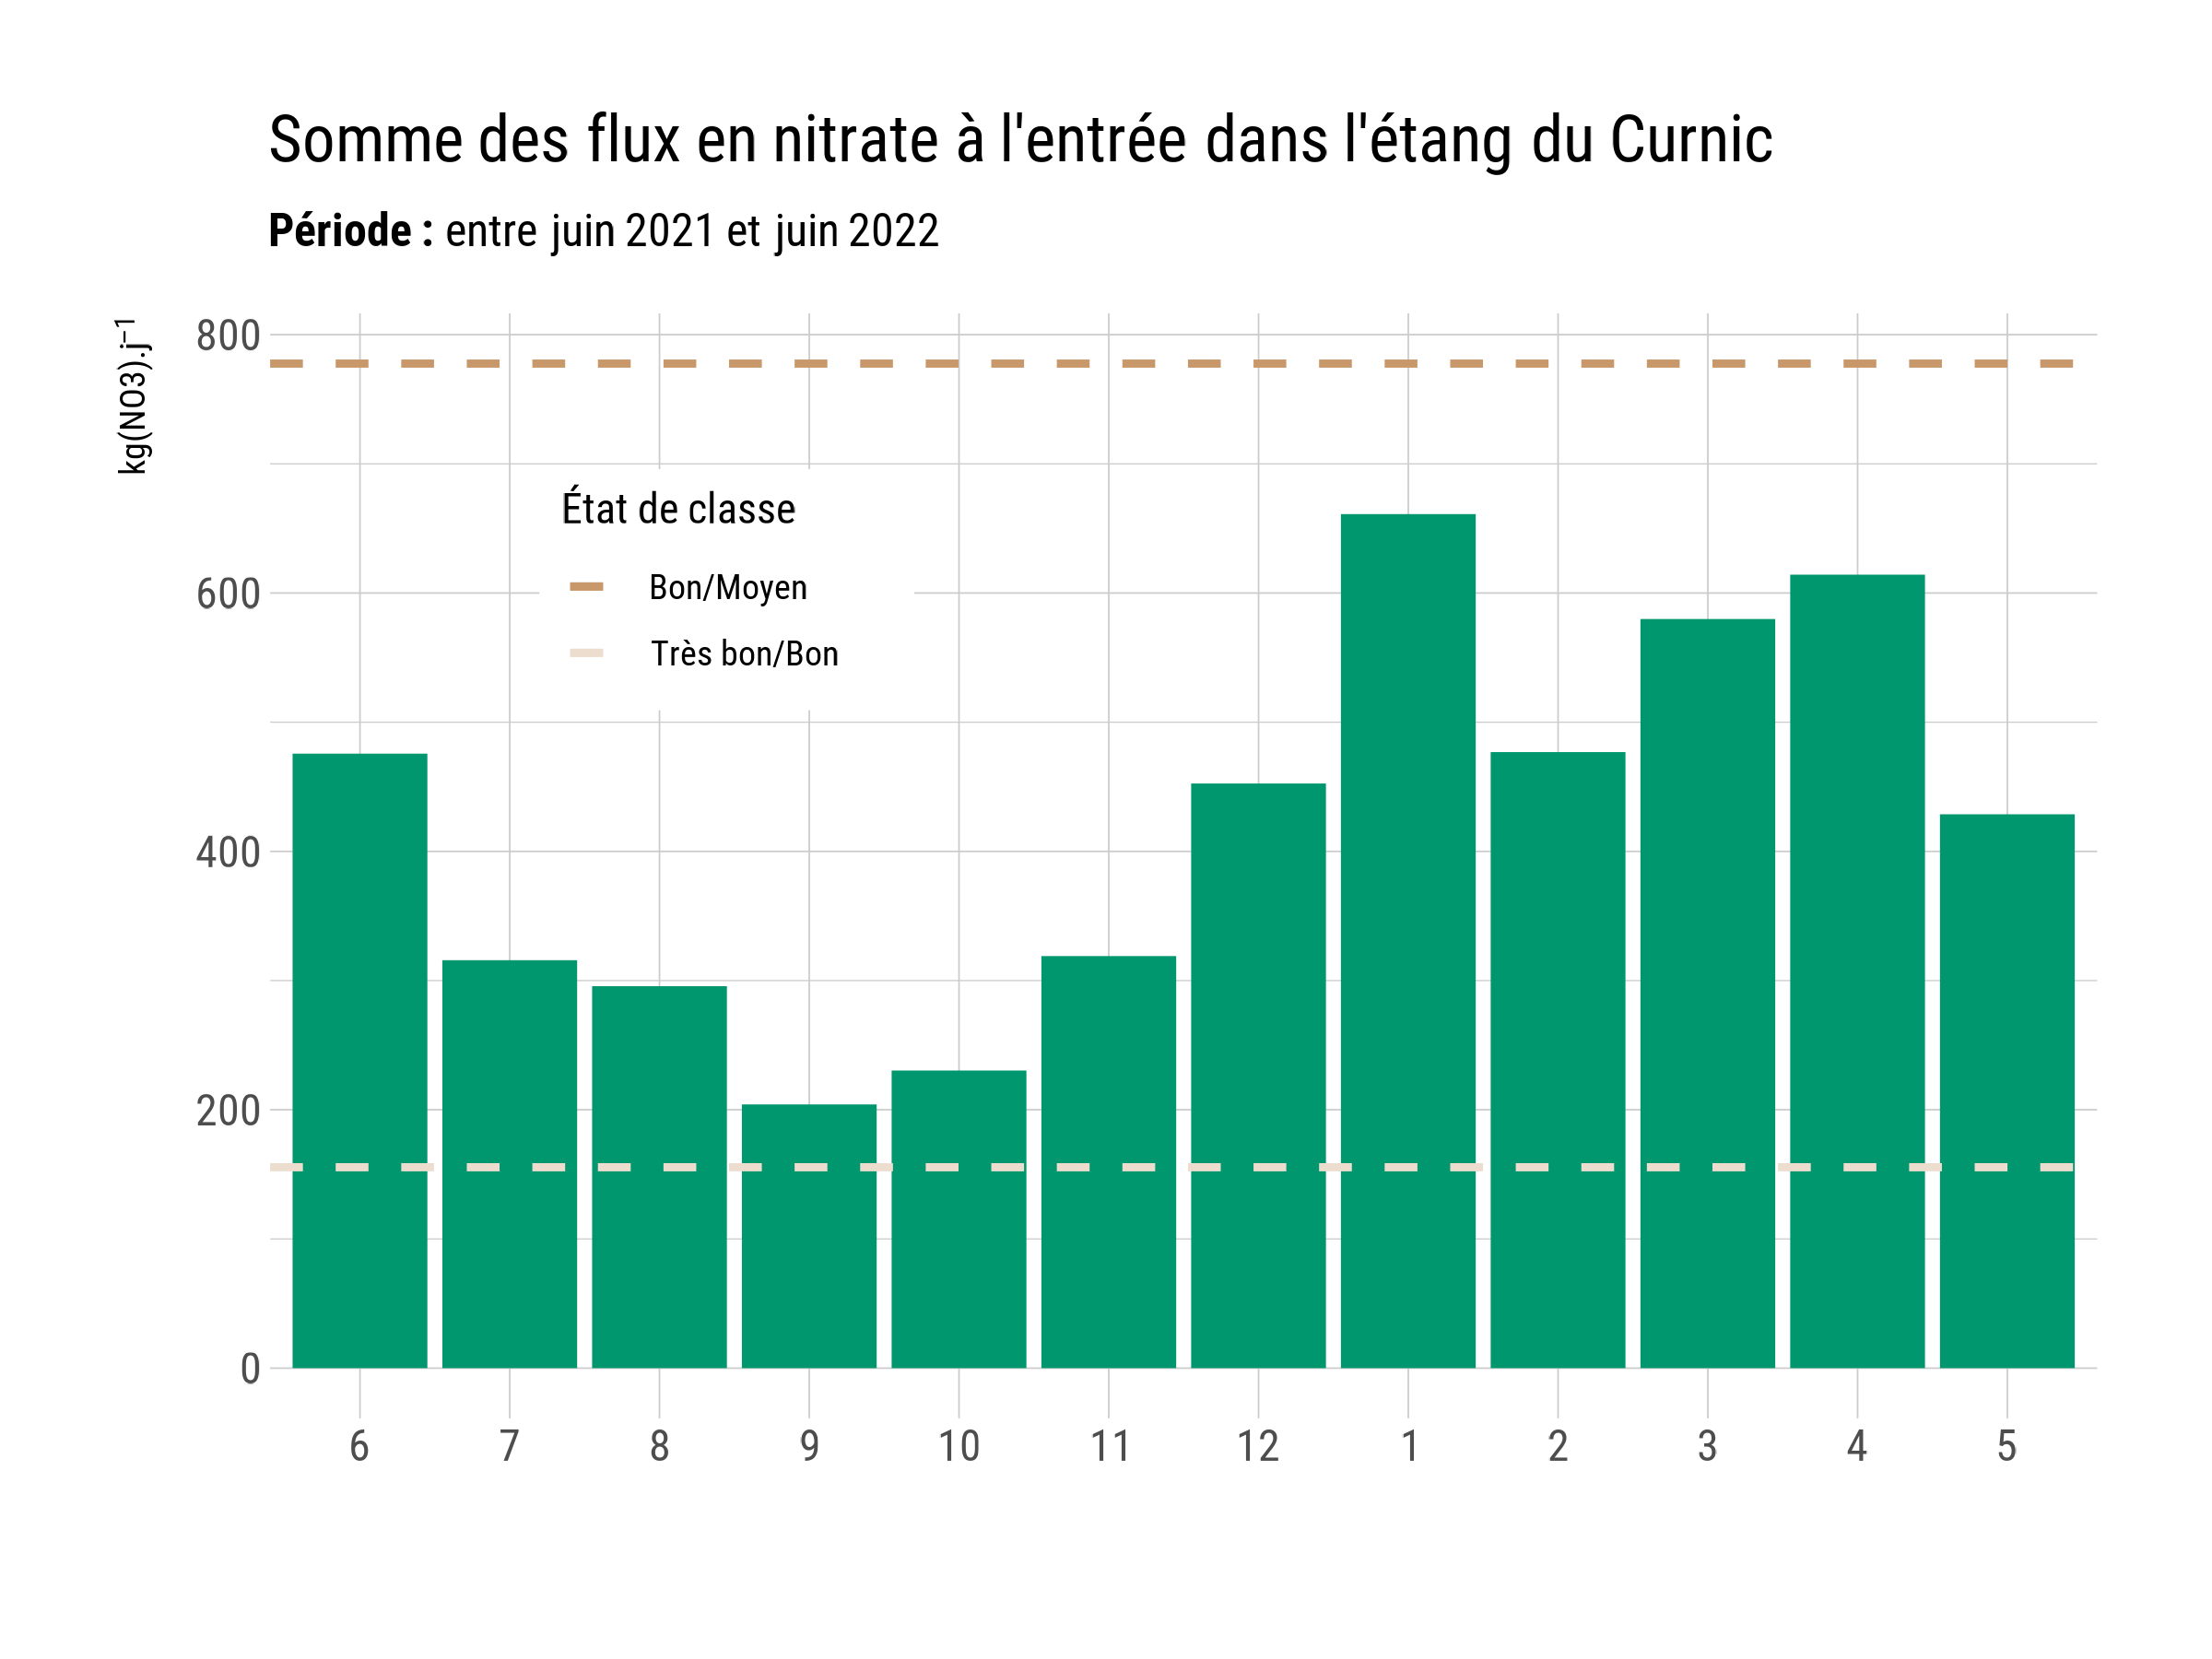 Somme des flux en nitrate à l'entrée dans l'étang du Curnic
Période : entre juin 2021 et juin 2022
kg(NO3).j⁻¹
800
600
400
200
0
État de classe
Bon/Moyen
Très bon/Bon
6 7 8 9 10 11 12 1 2 3 4 5